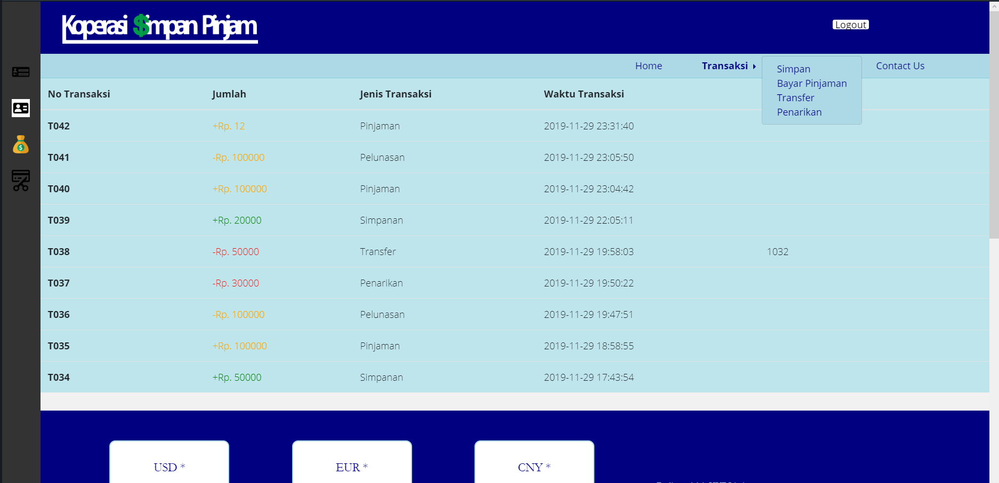 Koperasi $impan Pinjam
Logout
Home Transaksi Contact Us
Simpan
Bayar Pinjaman
Transfer
Penarikan
No Transaksi Jumlah Jenis Transaksi Waktu Transaksi
T042 +Rp. 12 Pinjaman 2019-11-29 23:31:40
T041 -Rp. 100000 Pelunasan 2019-11-29 23:05:50
T040 +Rp. 100000 Pinjaman 2019-11-29 23:04:42
T039 +Rp. 20000 Simpanan 2019-11-29 22:05:11
T038 -Rp. 50000 Transfer 2019-11-29 19:58:03 1032
T037 -Rp. 30000 Penarikan 2019-11-29 19:50:22
T036 -Rp. 100000 Pelunasan 2019-11-29 19:47:51
T035 +Rp. 100000 Pinjaman 2019-11-29 18:58:55
T034 +Rp. 50000 Simpanan 2019-11-29 17:43:54
USD * EUR * CNY *